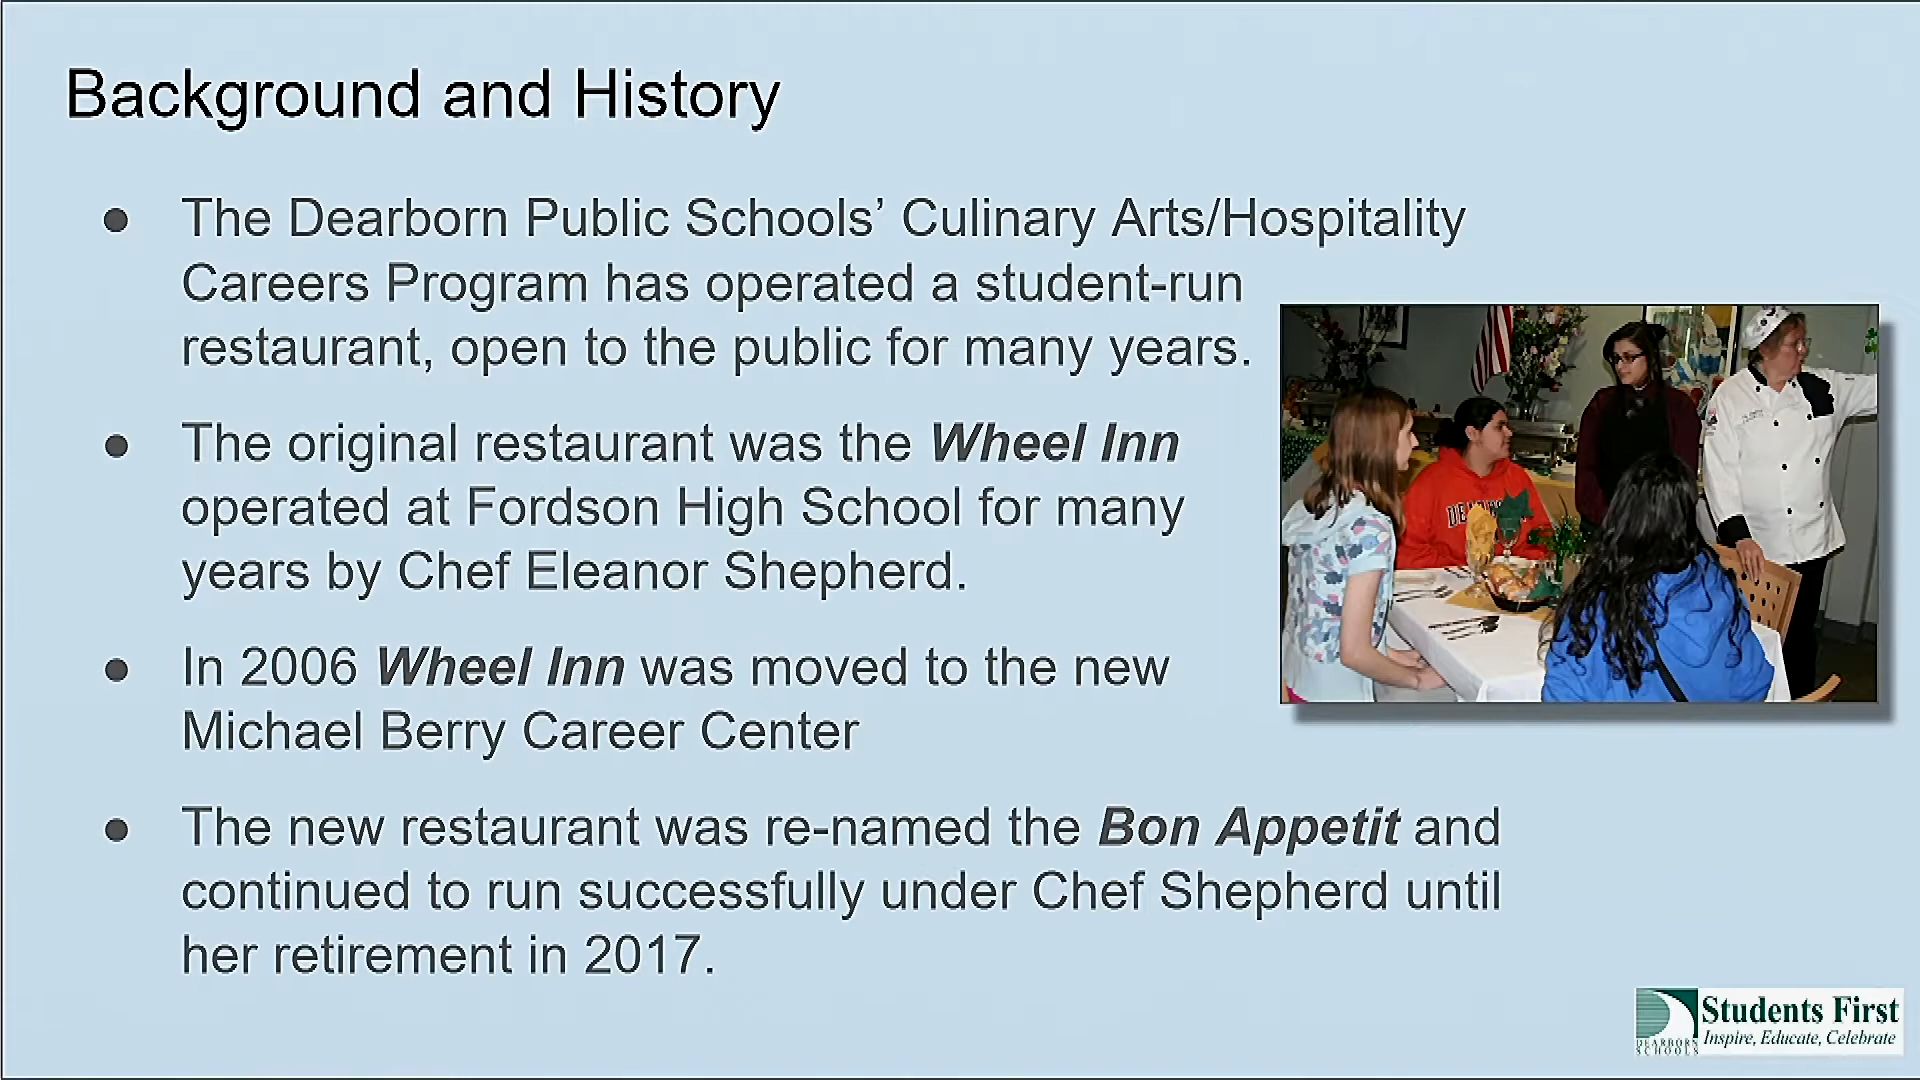 Background and History
● The Dearborn Public Schools’ Culinary Arts/Hospitality
Careers Program has operated a student-run
restaurant, open to the public for many years.
● The original restaurant was the Wheel Inn
operated at Fordson High School for many
years by Chef Eleanor Shepherd.
● In 2006 Wheel Inn was moved to the new
Michael Berry Career Center
● The new restaurant was re-named the Bon Appetit and
continued to run successfully under Chef Shepherd until
her retirement in 2017.
Students First
Inspire, Educate, Celebrate
DEARBORN
SCHOOLS